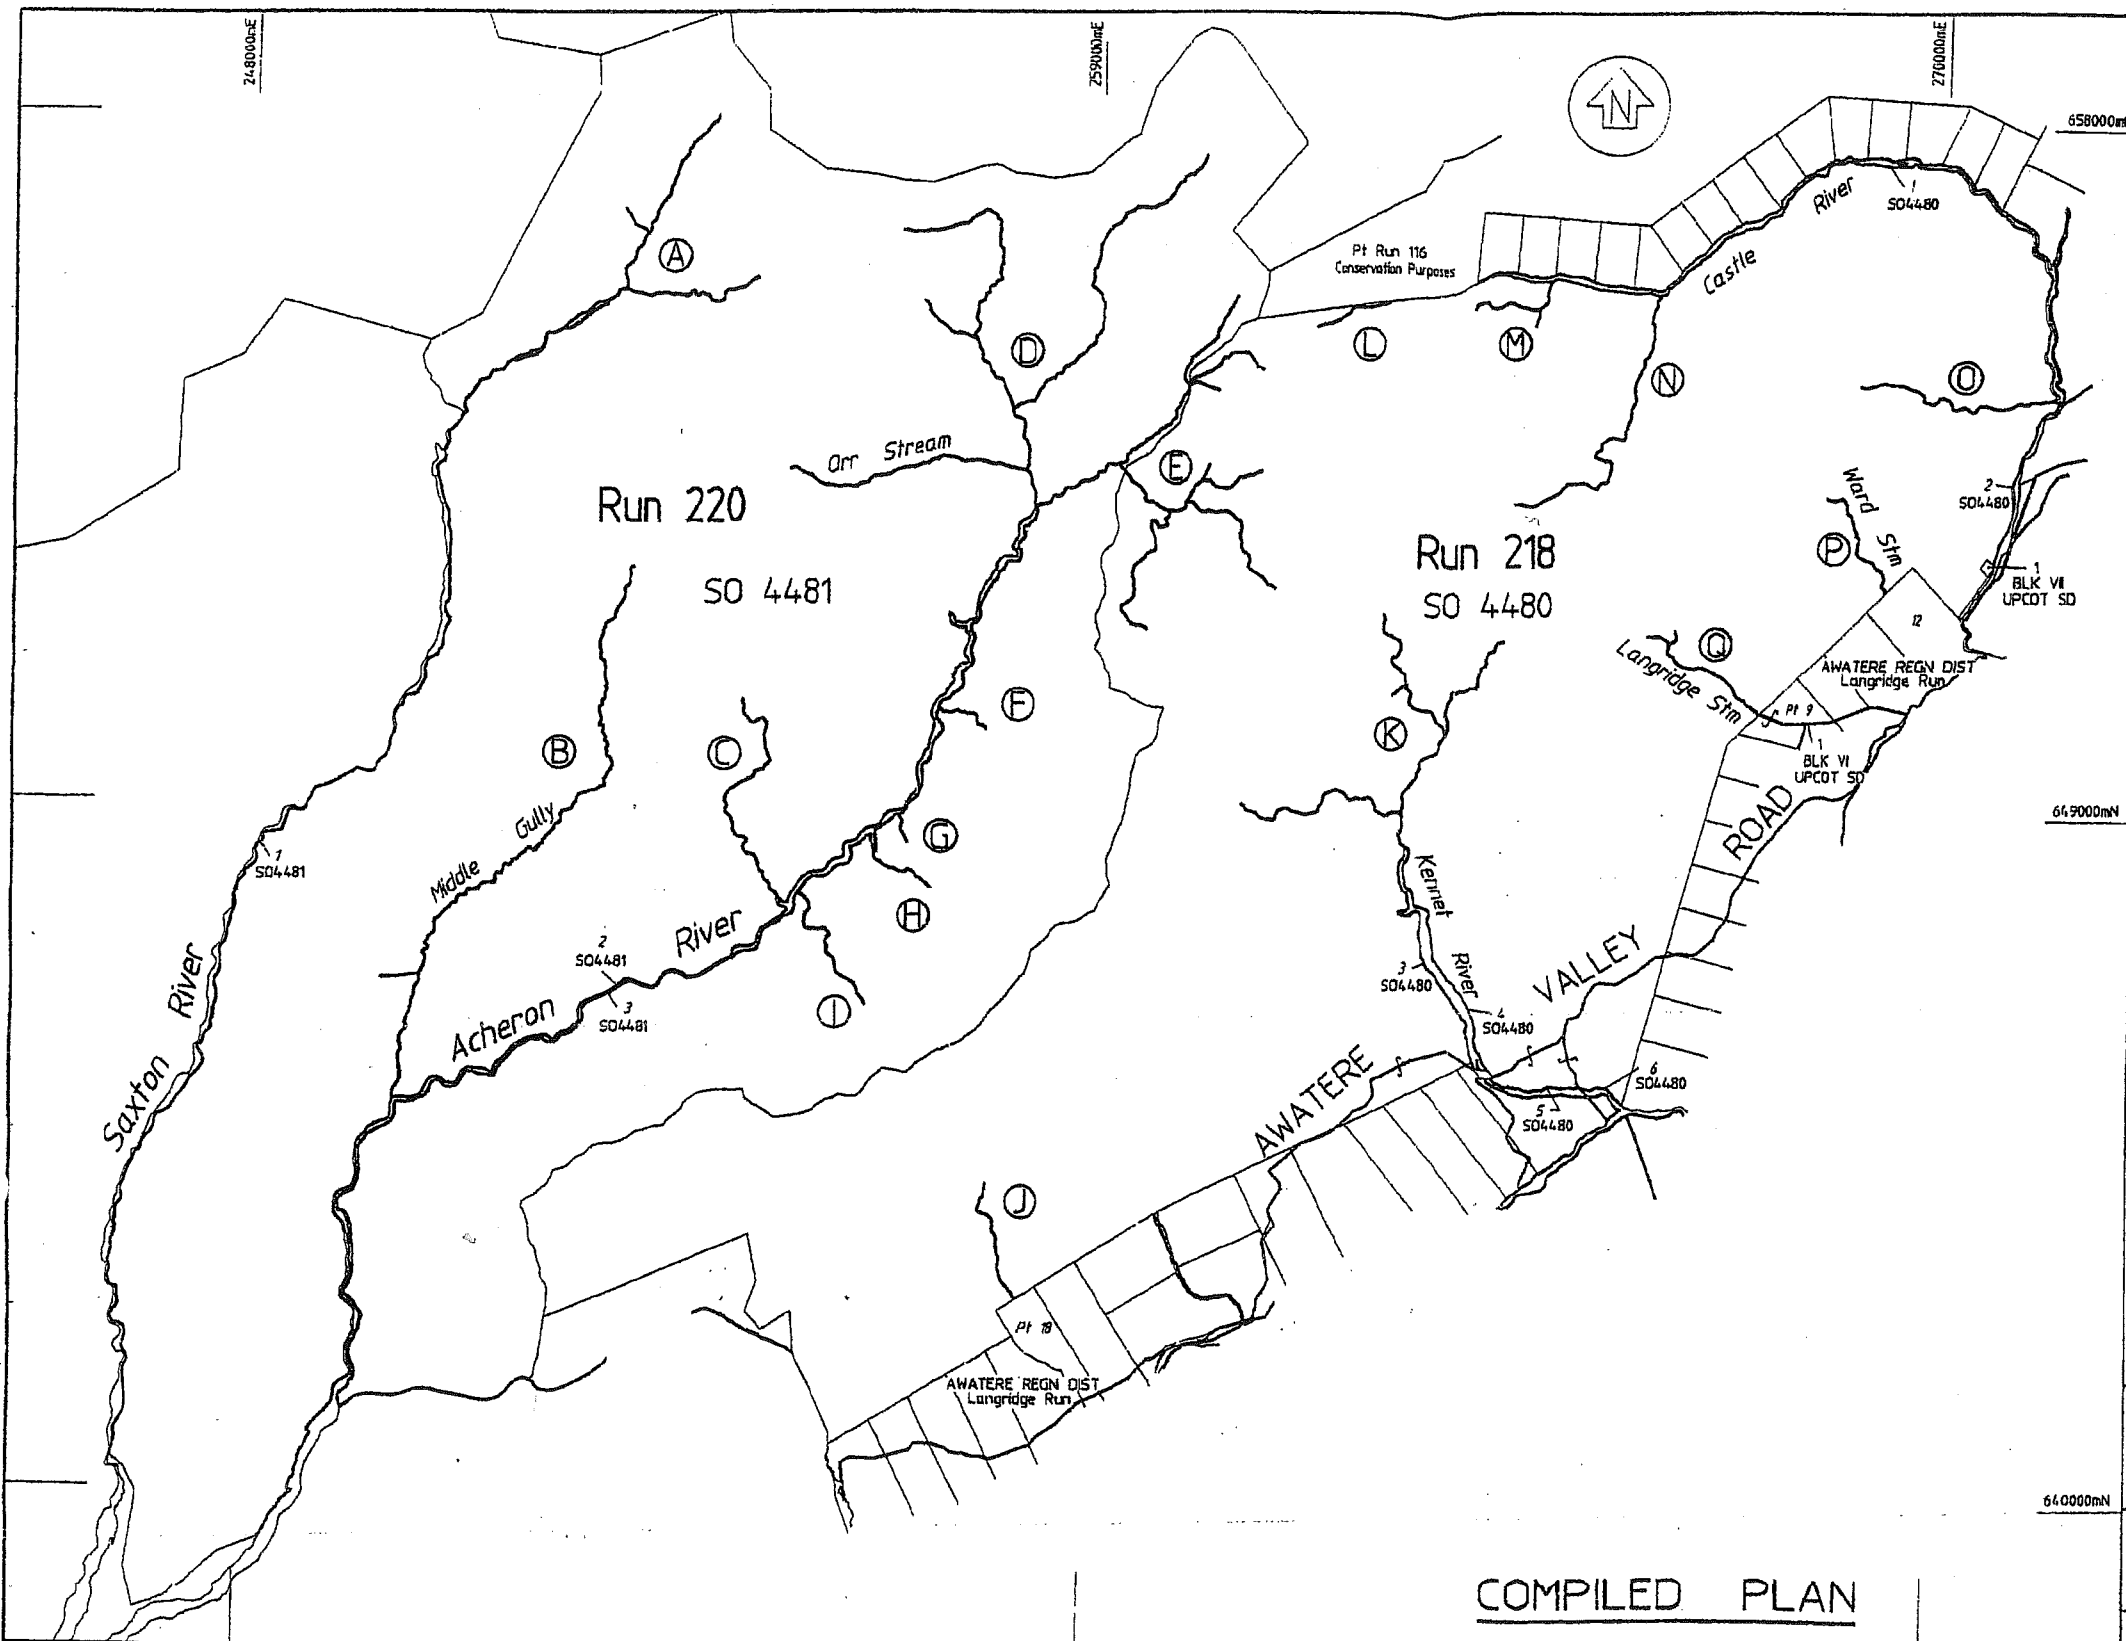 248000mE
259000mE
270000mE
N
658000m
River
1
SO4480
A
Pt Run 116
Conservation Purposes
Castle
D
L
M
N
O
Orr Stream
E
Run 220
Ward Stm
2
SO4480
Run 218
P
1
BLK VII
UPCOT SD
SO 4481
SO 4480
12
Q
Langridge Stm
AWATERE REGN DIST
Langridge Run
F
Pt 9
B
C
K
1
BLK VI
UPCOT SD
Gully
G
ROAD
649000mN
1
SO4481
Middle
Kennet
H
River
2
SO4481
River
River
3
SO4480
VALLEY
I
Acheron
3
SO4481
4
SO4480
Saxton
AWATERE
6
SO4480
5
SO4480
J
Pt 18
AWATERE REGN DIST
Langridge Run
640000mN
COMPILED PLAN